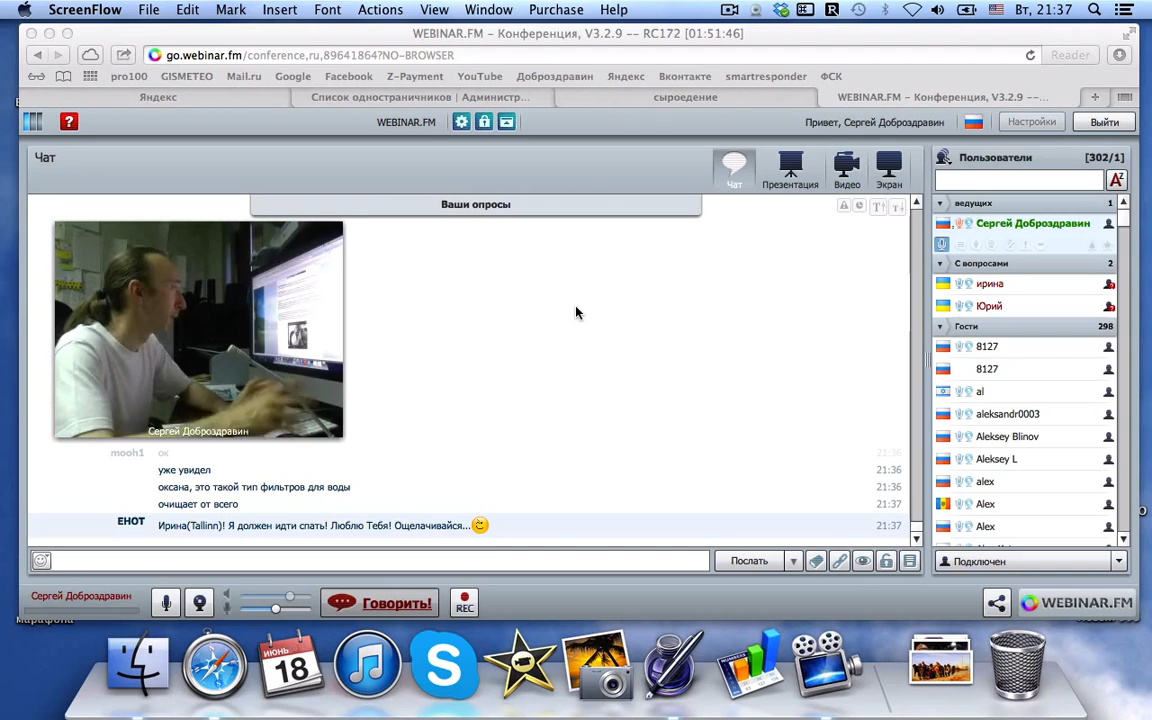 ScreenFlow File Edit Mark Insert Font Actions View Window Purchase Help Вт, 21:37
WEBINAR.FM -- Конференция, V3.2.9 -- RC172 [01:51:46]
go.webinar.fm/conference,ru,89641864?NO-BROWSER Reader
pro100 GISMETEO Mail.ru Google Facebook Z-Payment YouTube Доброздравин Яндекс Вконтакте smartresponder ФСК
Яндекс Список одностраничников | Администр... сыроедение WEBINAR.FM – Конференция, V3.2.9 --...
? WEBINAR.FM Привет, Сергей Доброздравин Настройки Выйти
Чат
Чат Презентация Видео Экран
Пользователи [302/1]
Ваши опросы
ведущих 1
Сергей Доброздравин
С вопросами 2
ирина
Юрий
Гости 298
8127
8127
al
aleksandr0003
Aleksey Blinov
Aleksey L
alex
Alex
Alex
Сергей Доброздравин
mooh1 ок 21:36
уже увидел 21:36
оксана, это такой тип фильтров для воды 21:36
очищает от всего 21:37
ЕНОТ Ирина(Tallinn)! Я должен идти спать! Люблю Тебя! Ощелачивайся... 21:37
Послать
Подключен
Сергей Доброздравин
Говорить!
REC
WEBINAR.FM
марафона
ИЮНЬ
18
NUMBERS